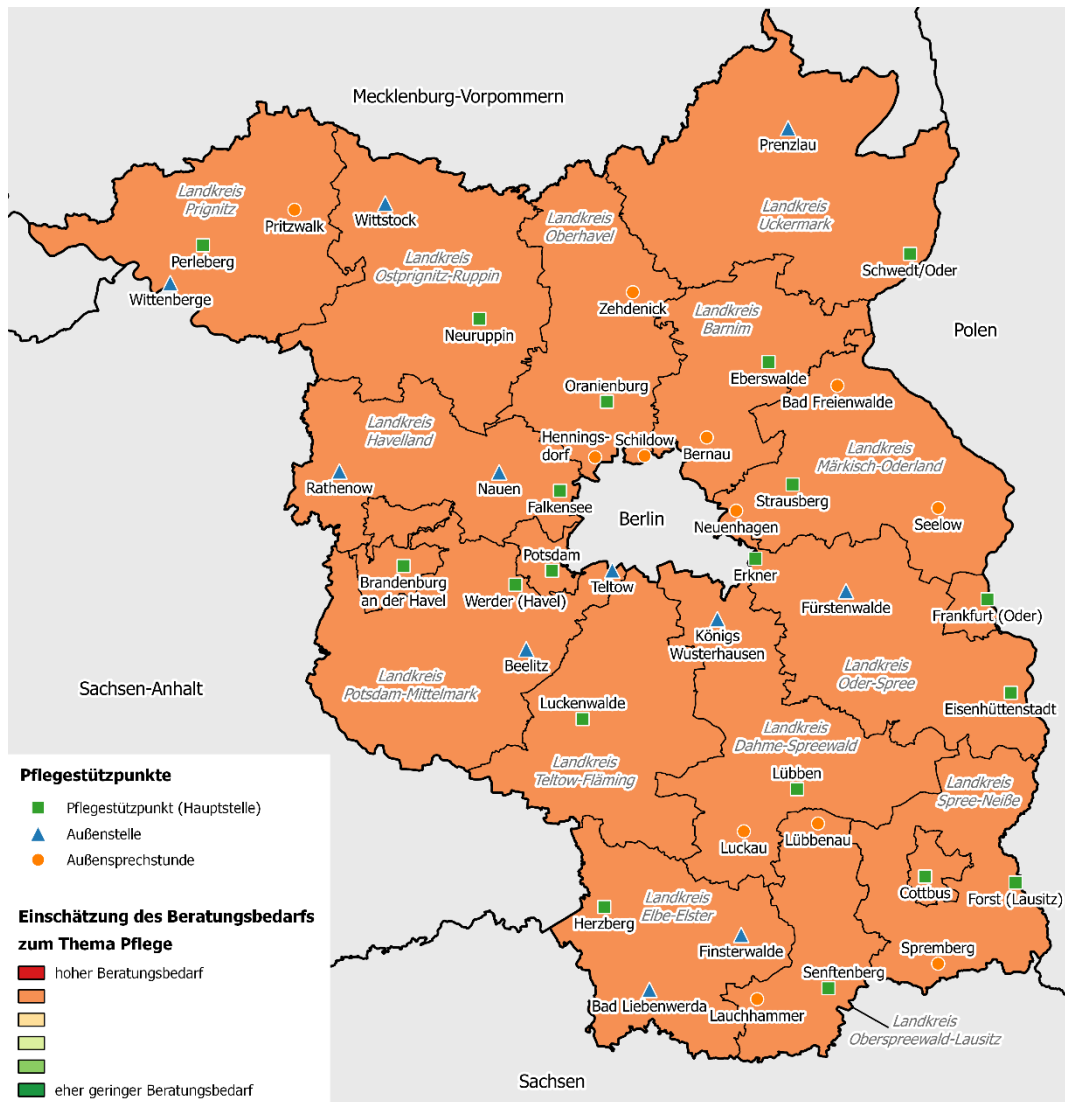 Mecklenburg-Vorpommern
Prenzlau
Landkreis
Prignitz
Pritzwalk
Wittstock
Landkreis
Oberhavel
Landkreis
Uckermark
Perleberg
Landkreis
Ostprignitz-Ruppin
Schwedt/Oder
Wittenberge
Zehdenick
Landkreis
Barnim
Neuruppin
Polen
Eberswalde
Oranienburg
Bad Freienwalde
Landkreis
Havelland
Hennings-
dorf
Schildow
Bernau
Landkreis
Märkisch-Oderland
Rathenow
Nauen
Falkensee
Strausberg
Berlin
Neuenhagen
Seelow
Potsdam
Brandenburg
an der Havel
Werder (Havel)
Teltow
Erkner
Fürstenwalde
Frankfurt (Oder)
Königs
Wusterhausen
Beelitz
Landkreis
Potsdam-Mittelmark
Landkreis
Oder-Spree
Sachsen-Anhalt
Luckenwalde
Eisenhüttenstadt
Landkreis
Dahme-Spreewald
Landkreis
Teltow-Fläming
Lübben
Landkreis
Spree-Neiße
Luckau
Lübbenau
Cottbus
Forst (Lausitz)
Landkreis
Elbe-Elster
Herzberg
Finsterwalde
Spremberg
Senftenberg
Bad Liebenwerda
Lauchhammer
Landkreis
Oberspreewald-Lausitz
Sachsen
Pflegestützpunkte
Pflegestützpunkt (Hauptstelle)
Außenstelle
Außensprechstunde
Einschätzung des Beratungsbedarfs
zum Thema Pflege
hoher Beratungsbedarf
eher geringer Beratungsbedarf